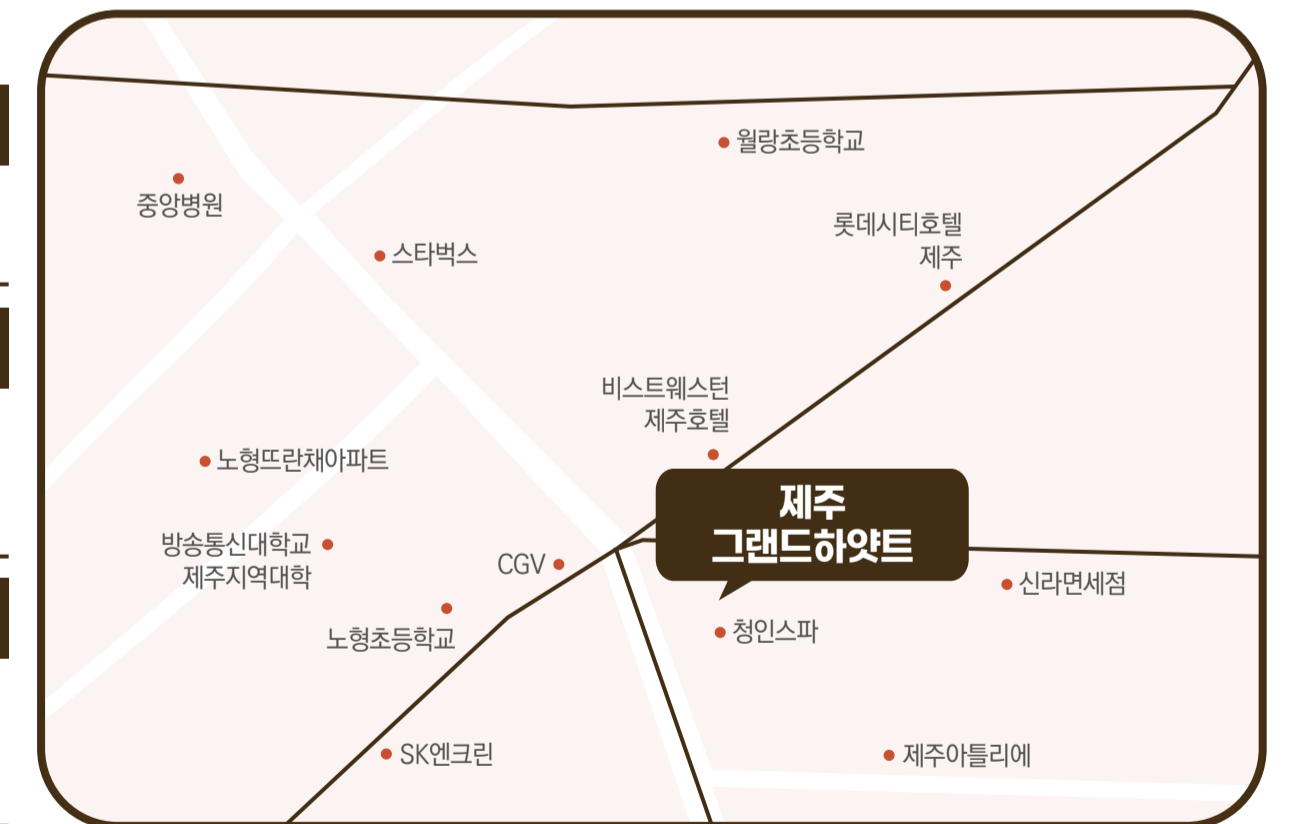 월랑초등학교
중앙병원
롯데시티호텔
제주
스타벅스
비스트웨스턴
제주호텔
노형뜨란채아파트
제주
그랜드하얏트
방송통신대학교
제주지역대학
CGV
신라면세점
노형초등학교
청인스파
SK엔크린
제주아틀리에